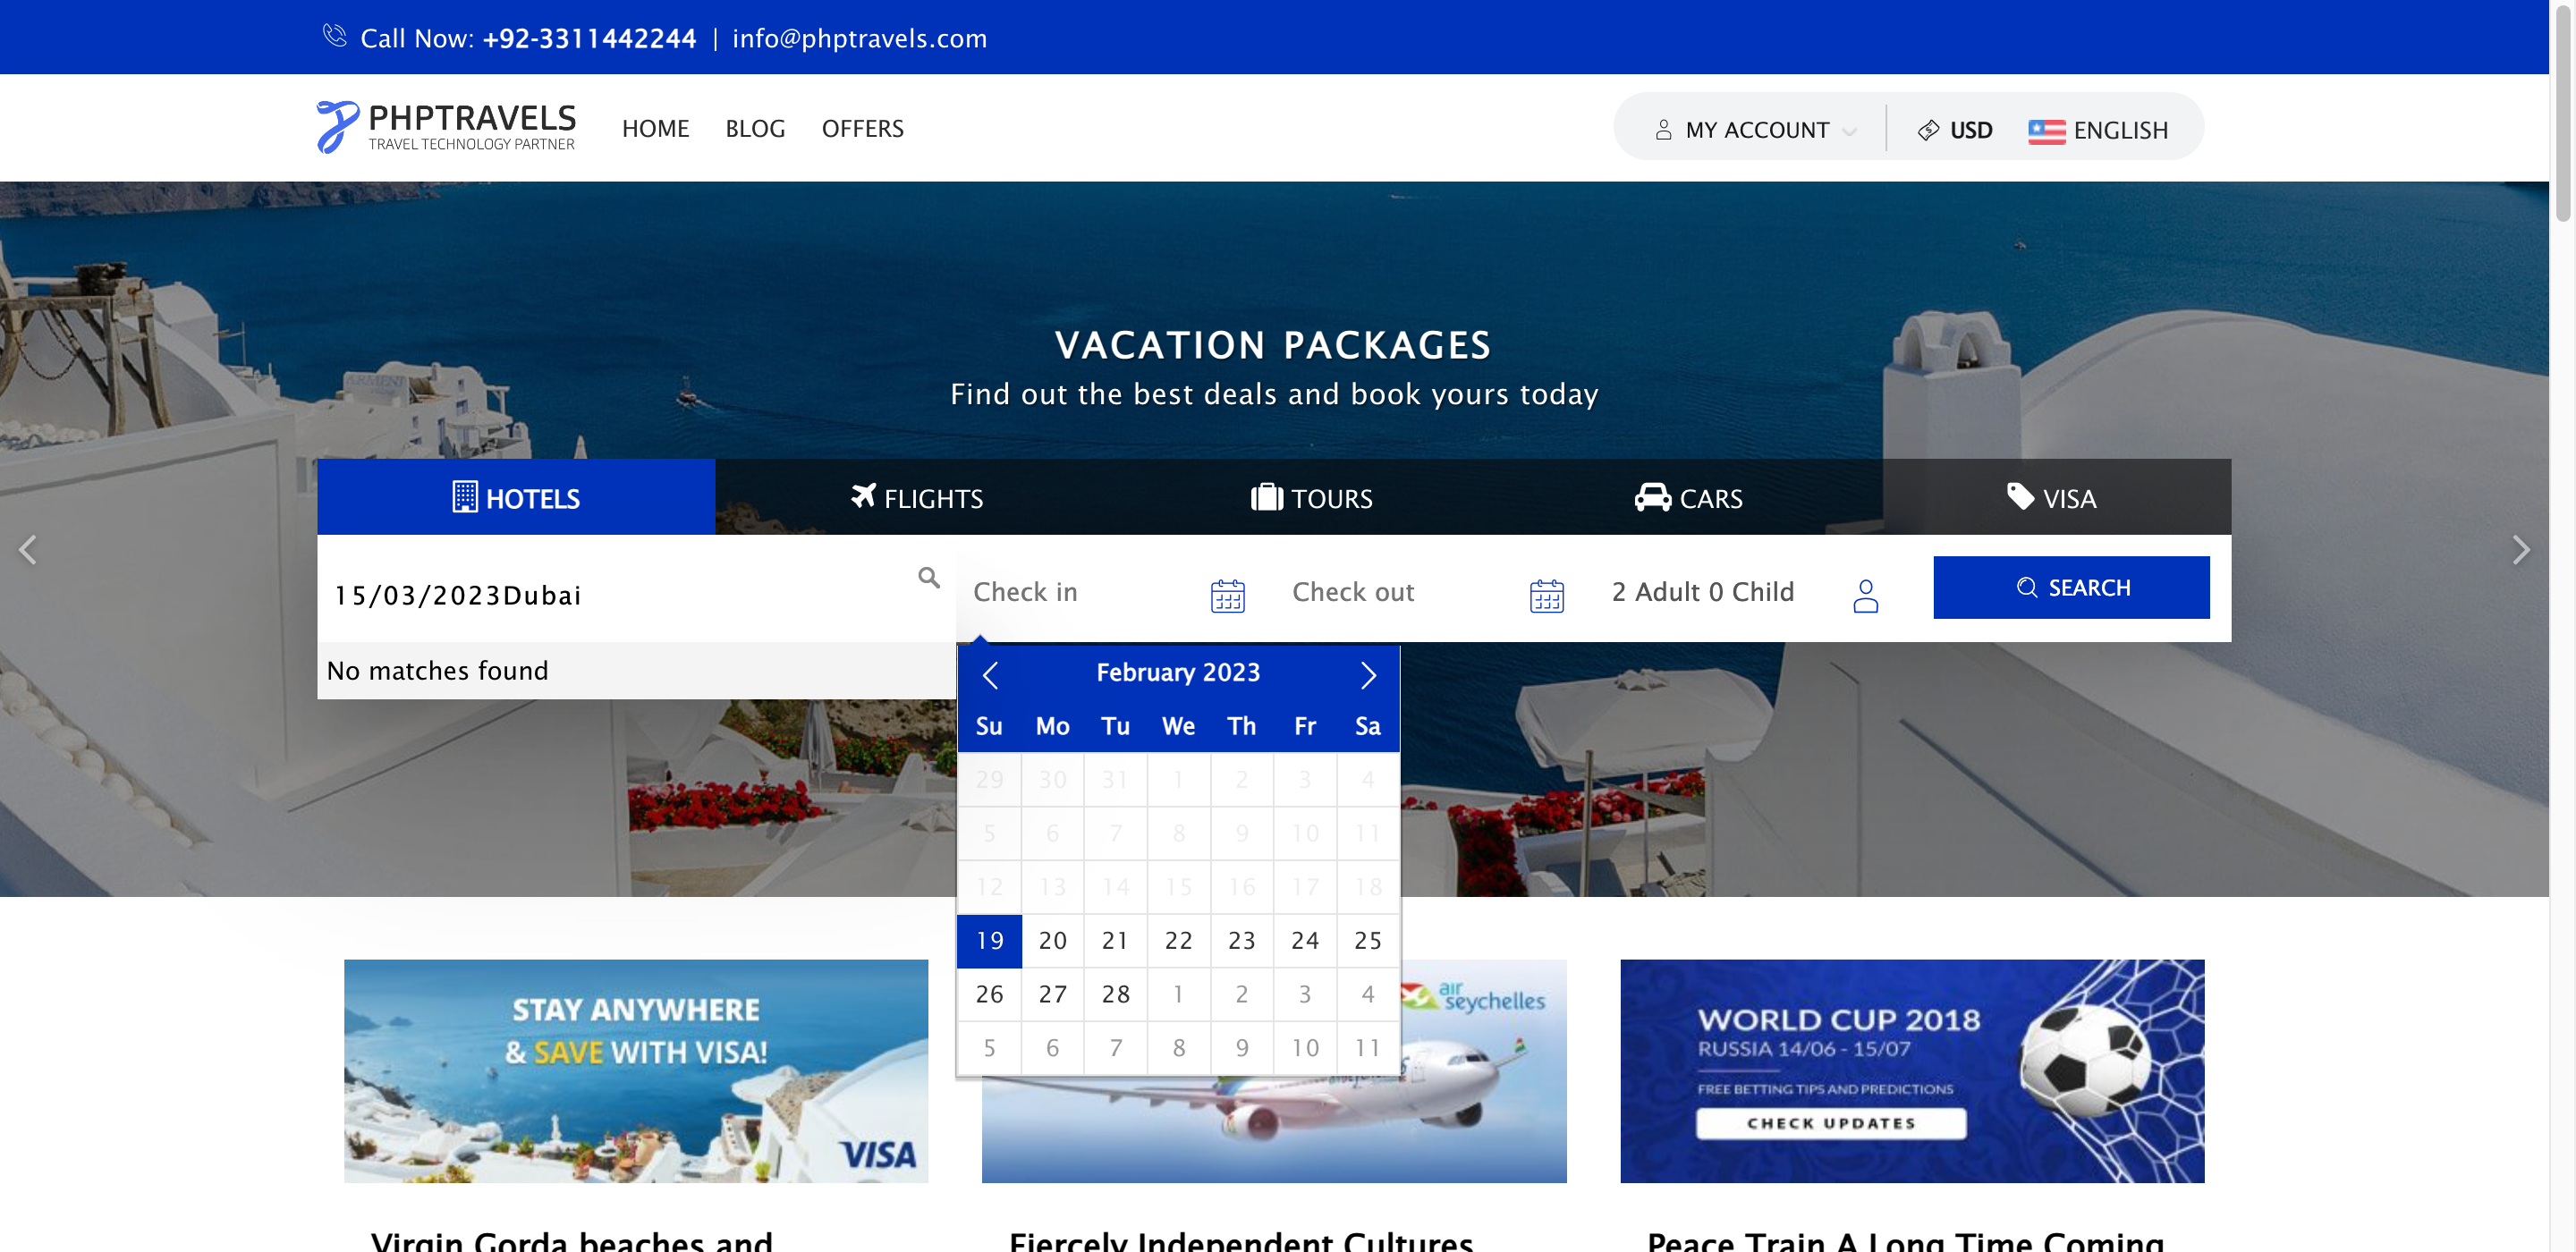 Call Now: +92-3311442244 | info@phptravels.com
PHPTRAVELS
TRAVEL TECHNOLOGY PARTNER
HOME BLOG OFFERS
MY ACCOUNT USD ENGLISH
ARMENI
VACATION PACKAGES
Find out the best deals and book yours today
HOTELS FLIGHTS TOURS CARS VISA
15/03/2023Dubai Check in Check out 2 Adult 0 Child SEARCH
No matches found
February 2023
Su Mo Tu We Th Fr Sa
29 30 31 1 2 3 4
5 6 7 8 9 10 11
12 13 14 15 16 17 18
19 20 21 22 23 24 25
26 27 28 1 2 3 4
5 6 7 8 9 10 11
STAY ANYWHERE
& SAVE WITH VISA!
VISA
air
seychelles
WORLD CUP 2018
RUSSIA 14/06 - 15/07
FREE BETTING TIPS AND PREDICTIONS
CHECK UPDATES
Virgin Gorda beaches and
Fiercely Independent Cultures
Peace Train A Long Time Coming